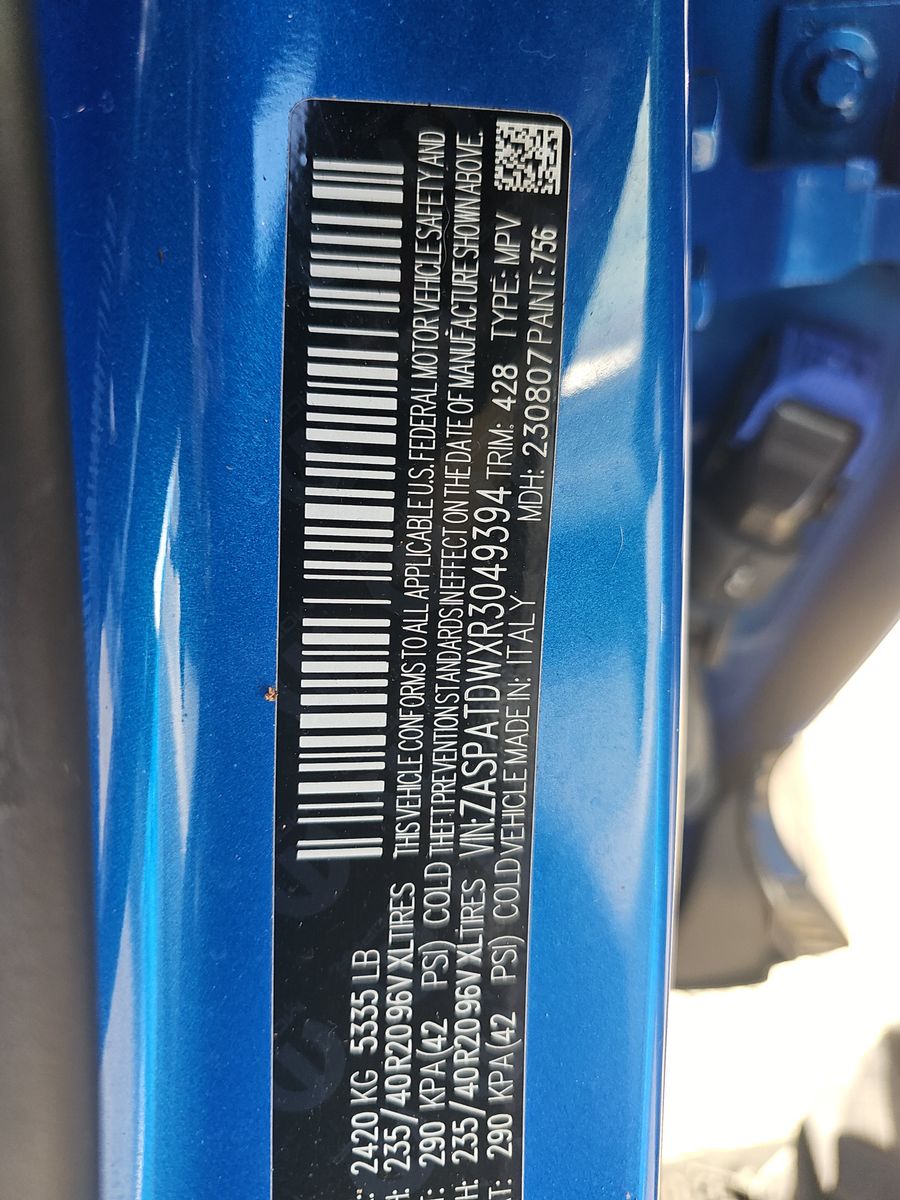 2420 KG 5335 LB
235/40R20 96V XL TIRES
290 KPA (42 PSI) COLD
235/40R20 96V XL TIRES
290 KPA (42 PSI) COLD
THIS VEHICLE CONFORMS TO ALL APPLICABLE U.S. FEDERAL MOTOR VEHICLE SAFETY AND
THEFT PREVENTION STANDARDS IN EFFECT ON THE DATE OF MANUFACTURE SHOWN ABOVE.
VIN: ZASPATDWXR3049394 TRIM: 428 TYPE: MPV
VEHICLE MADE IN: ITALY MDH: 230807 PAINT: 756